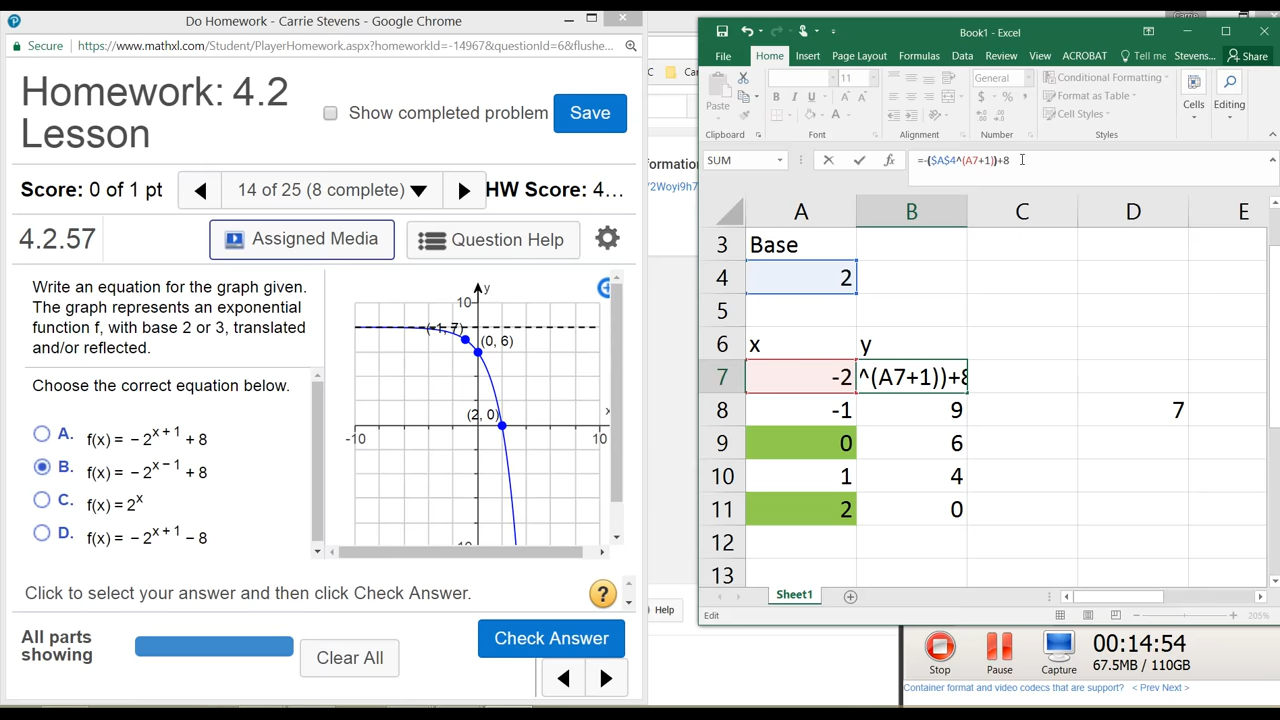 Do Homework - Carrie Stevens - Google Chrome
Secure https://www.mathxl.com/Student/PlayerHomework.aspx?homeworkId=-14967&questionId=6&flushe...
Homework: 4.2
Lesson
Show completed problem
Save
Score: 0 of 1 pt
14 of 25 (8 complete)
HW Score: 4...
4.2.57
Assigned Media
Question Help
Write an equation for the graph given.
The graph represents an exponential
function f, with base 2 or 3, translated
and/or reflected.
Choose the correct equation below.
A. f(x) = − 2^{x + 1} + 8
B. f(x) = − 2^{x − 1} + 8
C. f(x) = 2^x
D. f(x) = − 2^{x + 1} − 8
10
y
(-1, 7)
(0, 6)
(2, 0)
x
-10
10
Click to select your answer and then click Check Answer.
?
All parts
showing
Clear All
Check Answer
Help
Book1 - Excel
File Home Insert Page Layout Formulas Data Review View ACROBAT Tell me Stevens... Share
Paste
Clipboard
11
B I U
Font
Alignment
General
$ % ,
Number
Conditional Formatting
Format as Table
Cell Styles
Styles
Cells
Editing
SUM
fx
=-($A$4^(A7+1))+8
A B C D E
3 Base
4 2
5
6 x y
7 -2 ^(A7+1))+8
8 -1 9 7
9 0 6
10 1 4
11 2 0
12
13
Sheet1
Edit
205%
Stop
Pause
Capture
00:14:54
67.5MB / 110GB
Container format and video codecs that are support? < Prev Next >